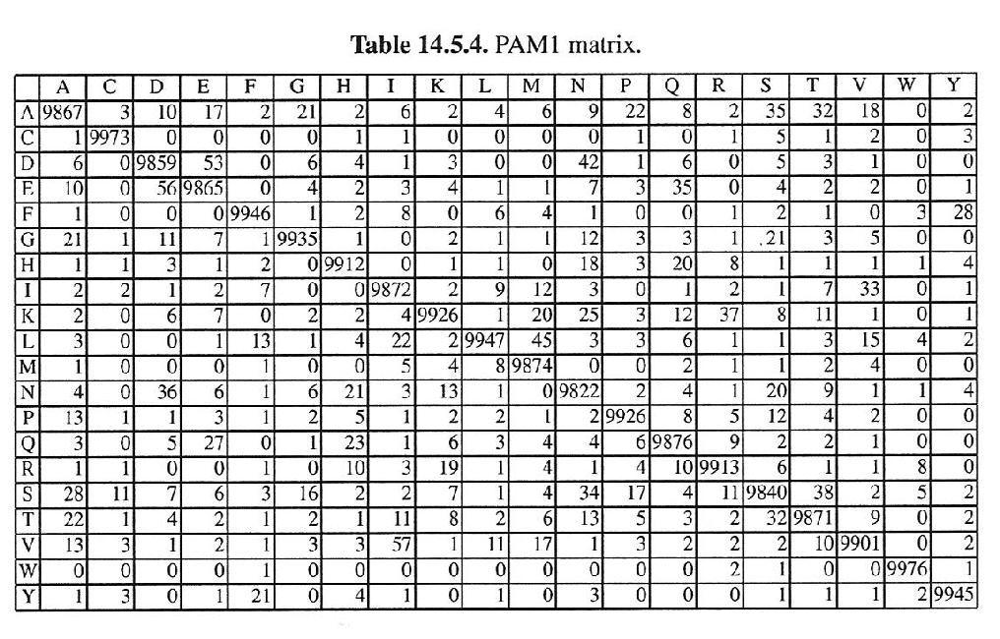 Table 14.5.4. PAM1 matrix.
A C D E F G H I K L M N P Q R S T V W Y
A 9867 3 10 17 2 21 2 6 2 4 6 9 22 8 2 35 32 18 0 2
C 1 9973 0 0 0 0 1 1 0 0 0 0 1 0 1 5 1 2 0 3
D 6 0 9859 53 0 6 4 1 3 0 0 42 1 6 0 5 3 1 0 0
E 10 0 56 9865 0 4 2 3 4 1 1 7 3 35 0 4 2 2 0 1
F 1 0 0 0 9946 1 2 8 0 6 4 1 0 0 1 2 1 0 3 28
G 21 1 11 7 1 9935 1 0 2 1 1 12 3 3 1 .21 3 5 0 0
H 1 1 3 1 2 0 9912 0 1 1 0 18 3 20 8 1 1 1 1 4
I 2 2 1 2 7 0 0 9872 2 9 12 3 0 1 2 1 7 33 0 1
K 2 0 6 7 0 2 2 4 9926 1 20 25 3 12 37 8 11 1 0 1
L 3 0 0 1 13 1 4 22 2 9947 45 3 3 6 1 1 3 15 4 2
M 1 0 0 0 1 0 0 5 4 8 9874 0 0 2 1 1 2 4 0 0
N 4 0 36 6 1 6 21 3 13 1 0 9822 2 4 1 20 9 1 1 4
P 13 1 1 3 1 2 5 1 2 2 1 2 9926 8 5 12 4 2 0 0
Q 3 0 5 27 0 1 23 1 6 3 4 4 6 9876 9 2 2 1 0 0
R 1 1 0 0 1 0 10 3 19 1 4 1 4 10 9913 6 1 1 8 0
S 28 11 7 6 3 16 2 2 7 1 4 34 17 4 11 9840 38 2 5 2
T 22 1 4 2 1 2 1 11 8 2 6 13 5 3 2 32 9871 9 0 2
V 13 3 1 2 1 3 3 57 1 11 17 1 3 2 2 2 10 9901 0 2
W 0 0 0 0 1 0 0 0 0 0 0 0 0 0 2 1 0 0 9976 1
Y 1 3 0 1 21 0 4 1 0 1 0 3 0 0 0 1 1 1 2 9945